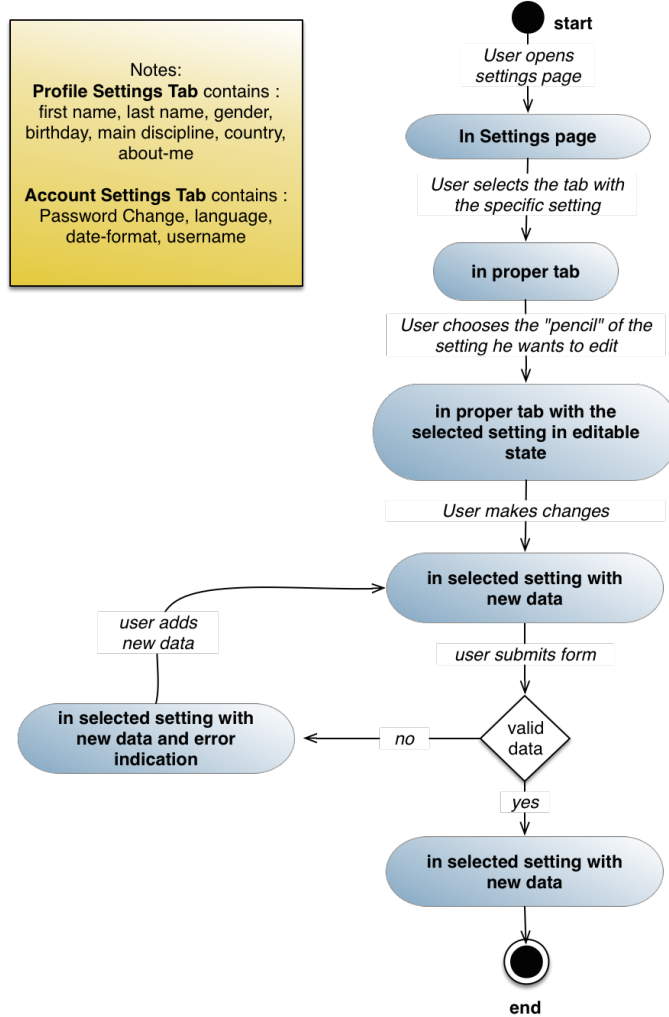 start
User opens
settings page
Notes:
Profile Settings Tab contains :
first name, last name, gender,
birthday, main discipline, country,
about-me
Account Settings Tab contains :
Password Change, language,
date-format, username
In Settings page
User selects the tab with
the specific setting
in proper tab
User chooses the "pencil" of the
setting he wants to edit
in proper tab with the
selected setting in editable
state
User makes changes
in selected setting with
new data
user adds
new data
user submits form
valid
data
no
in selected setting with
new data and error
indication
yes
in selected setting with
new data
end